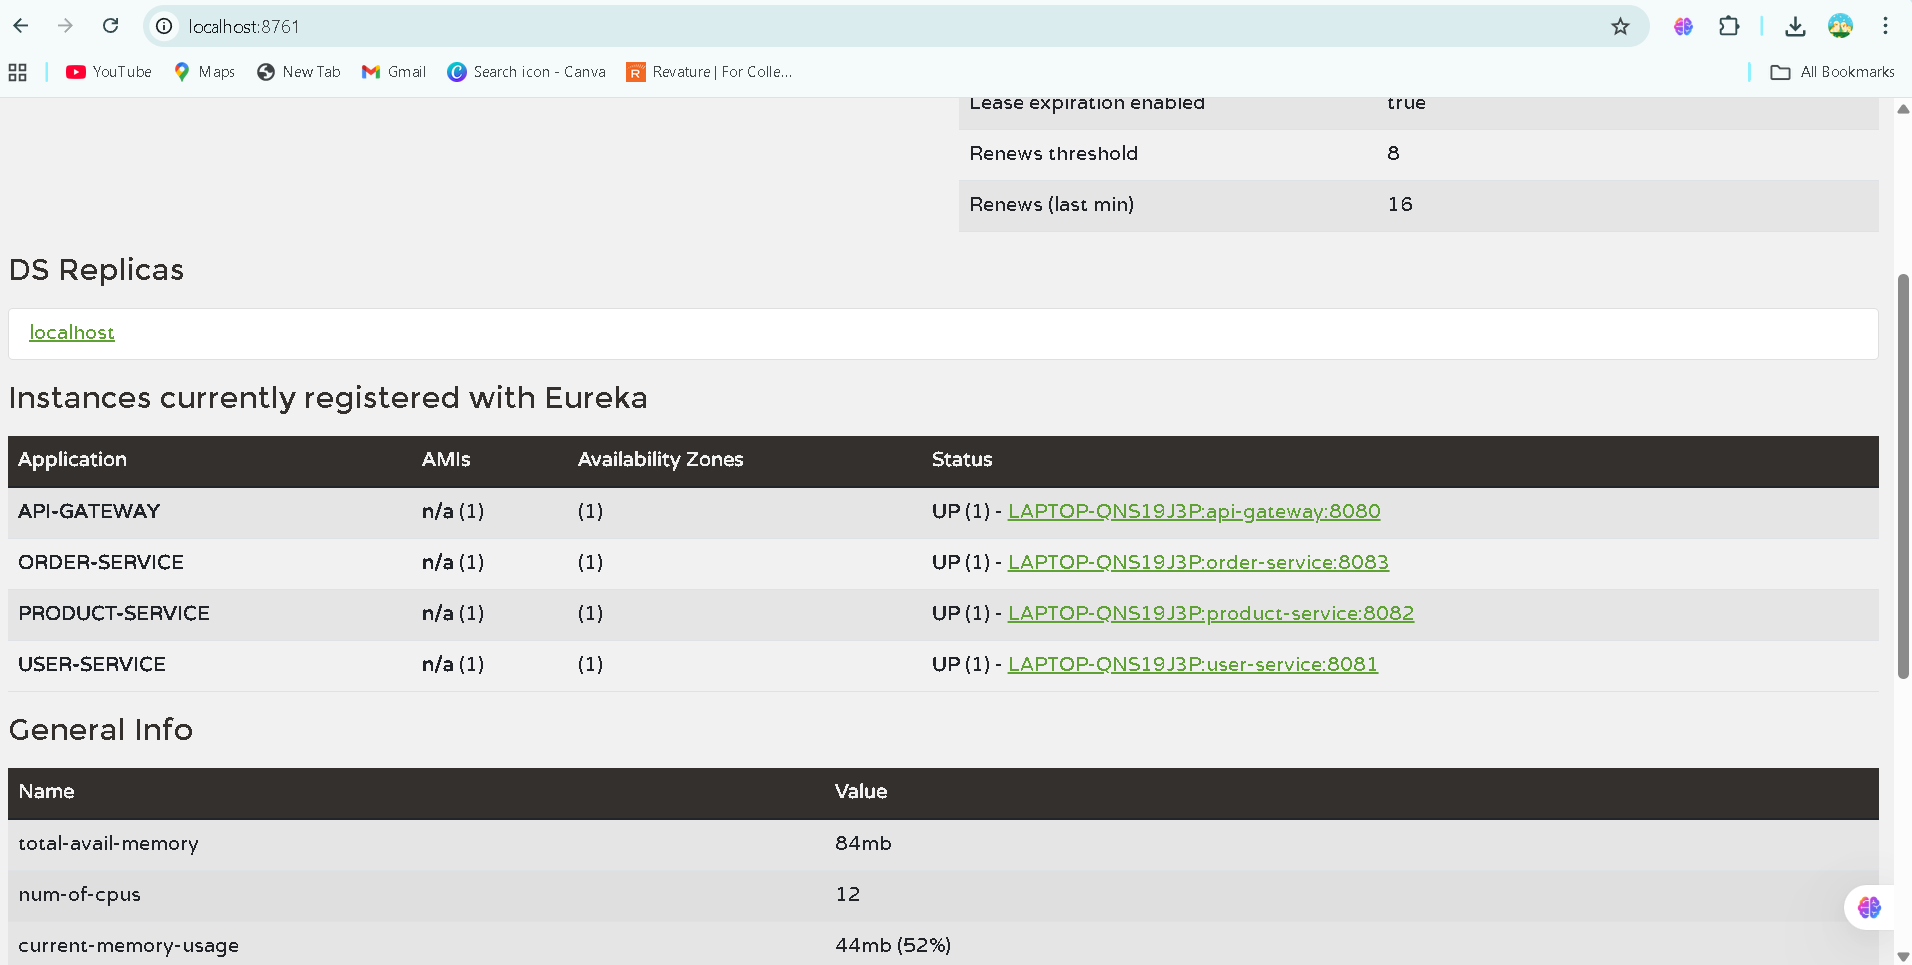 localhost:8761
YouTube Maps New Tab Gmail Search icon - Canva Revature | For Colle... All Bookmarks
Lease expiration enabled true
Renews threshold 8
Renews (last min) 16
DS Replicas
localhost
Instances currently registered with Eureka
Application AMIs Availability Zones Status
API-GATEWAY n/a (1) (1) UP (1) - LAPTOP-QNS19J3P:api-gateway:8080
ORDER-SERVICE n/a (1) (1) UP (1) - LAPTOP-QNS19J3P:order-service:8083
PRODUCT-SERVICE n/a (1) (1) UP (1) - LAPTOP-QNS19J3P:product-service:8082
USER-SERVICE n/a (1) (1) UP (1) - LAPTOP-QNS19J3P:user-service:8081
General Info
Name Value
total-avail-memory 84mb
num-of-cpus 12
current-memory-usage 44mb (52%)